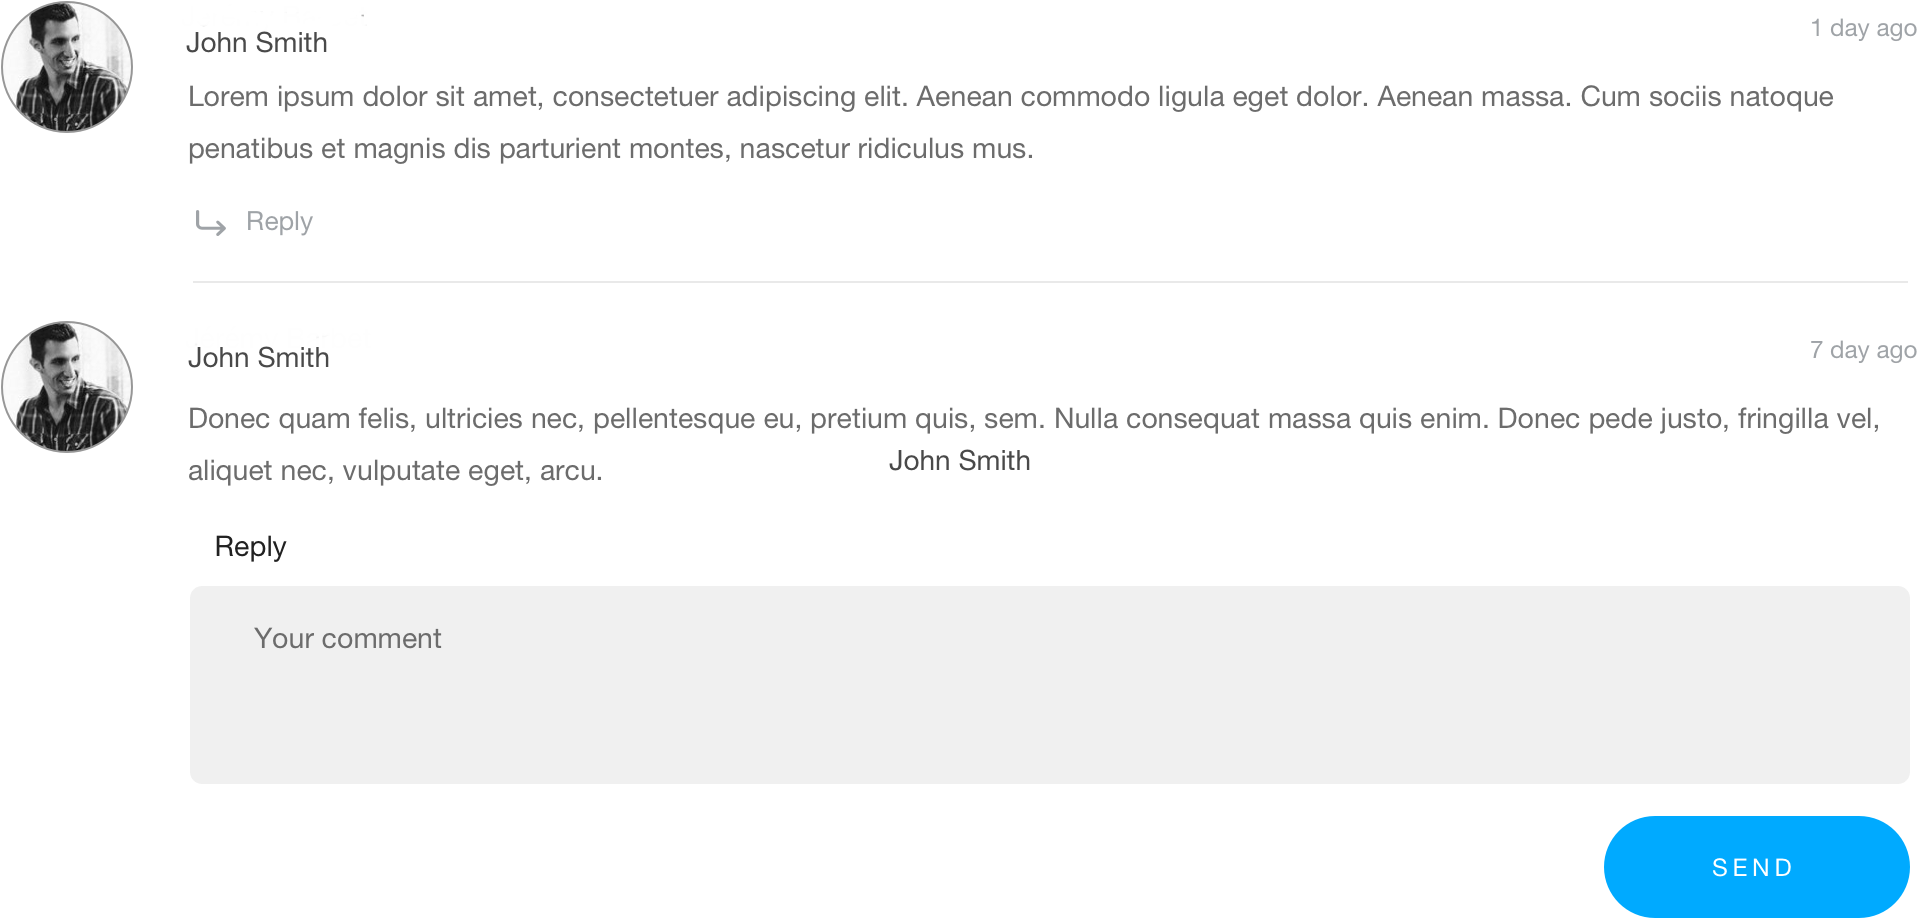 John Smith
1 day ago
Lorem ipsum dolor sit amet, consectetuer adipiscing elit. Aenean commodo ligula eget dolor. Aenean massa. Cum sociis natoque
penatibus et magnis dis parturient montes, nascetur ridiculus mus.
Reply
John Smith
7 day ago
Donec quam felis, ultricies nec, pellentesque eu, pretium quis, sem. Nulla consequat massa quis enim. Donec pede justo, fringilla vel,
aliquet nec, vulputate eget, arcu.
John Smith
Reply
Your comment
SEND